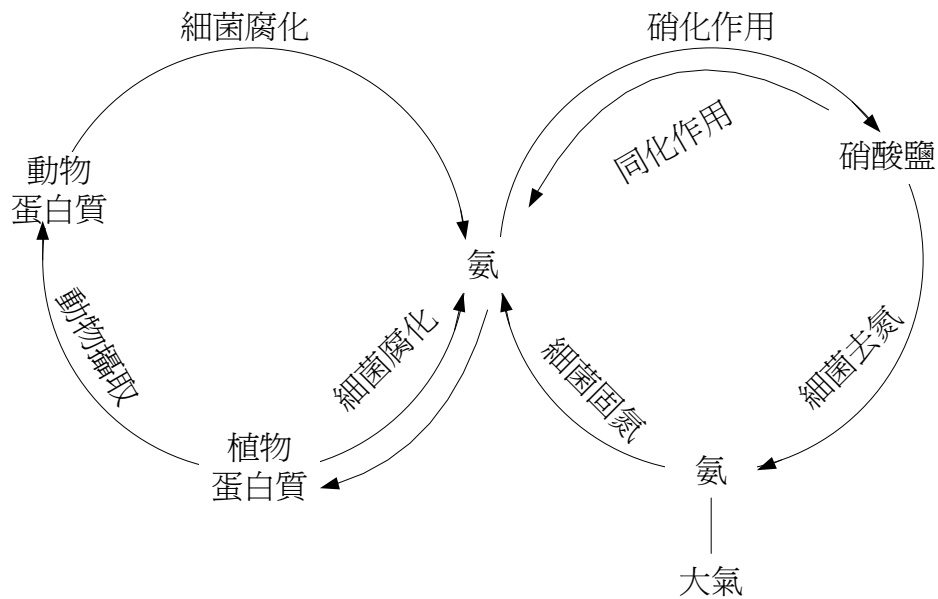 細菌腐化
硝化作用
同化作用
動物
蛋白質
硝酸鹽
氨
動物攝取
細菌腐化
細菌固氮
細菌去氮
植物
蛋白質
氨
大氣